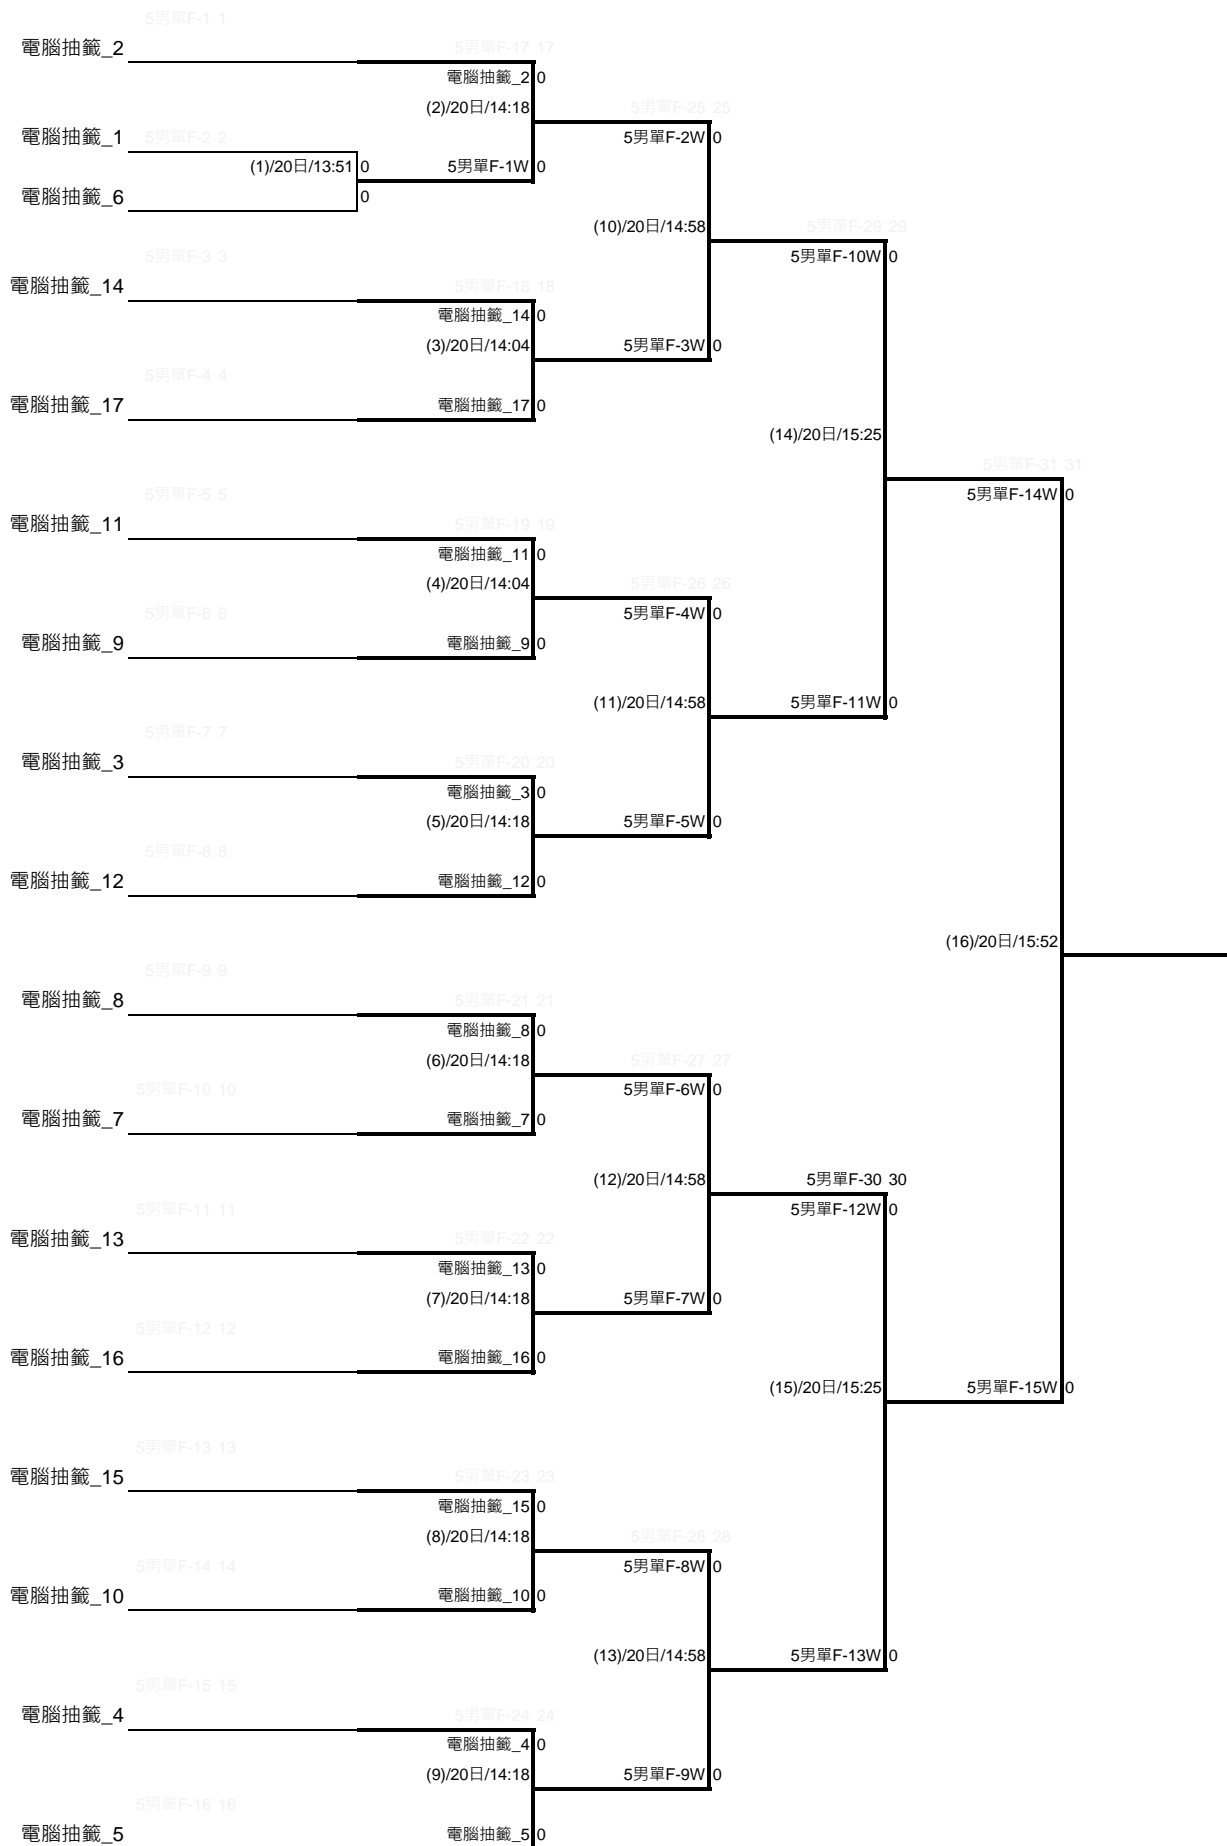 5男單F-1 1
電腦抽籤_2
5男單F-17 17
電腦抽籤_2 0
(2)/20日/14:18
5男單F-25 25
電腦抽籤_1
5男單F-2 2
5男單F-2W 0
(1)/20日/13:51 0
5男單F-1W 0
電腦抽籤_6
0
(10)/20日/14:58
5男單F-29 29
5男單F-3 3
5男單F-10W 0
電腦抽籤_14
5男單F-18 18
電腦抽籤_14 0
(3)/20日/14:04
5男單F-3W 0
5男單F-4 4
電腦抽籤_17
電腦抽籤_17 0
(14)/20日/15:25
5男單F-31 31
5男單F-5 5
5男單F-14W 0
電腦抽籤_11
5男單F-19 19
電腦抽籤_11 0
(4)/20日/14:04
5男單F-26 26
5男單F-6 6
5男單F-4W 0
電腦抽籤_9
電腦抽籤_9 0
(11)/20日/14:58
5男單F-11W 0
5男單F-7 7
電腦抽籤_3
5男單F-20 20
電腦抽籤_3 0
(5)/20日/14:18
5男單F-5W 0
5男單F-8 8
電腦抽籤_12
電腦抽籤_12 0
(16)/20日/15:52
5男單F-9 9
電腦抽籤_8
5男單F-21 21
電腦抽籤_8 0
(6)/20日/14:18
5男單F-27 27
5男單F-10 10
5男單F-6W 0
電腦抽籤_7
電腦抽籤_7 0
(12)/20日/14:58
5男單F-30 30
5男單F-11 11
5男單F-12W 0
電腦抽籤_13
5男單F-22 22
電腦抽籤_13 0
(7)/20日/14:18
5男單F-7W 0
5男單F-12 12
電腦抽籤_16
電腦抽籤_16 0
(15)/20日/15:25
5男單F-15W 0
5男單F-13 13
電腦抽籤_15
5男單F-23 23
電腦抽籤_15 0
(8)/20日/14:18
5男單F-28 28
5男單F-14 14
5男單F-8W 0
電腦抽籤_10
電腦抽籤_10 0
(13)/20日/14:58
5男單F-13W 0
5男單F-15 15
電腦抽籤_4
5男單F-24 24
電腦抽籤_4 0
(9)/20日/14:18
5男單F-9W 0
5男單F-16 16
電腦抽籤_5
電腦抽籤_5 0